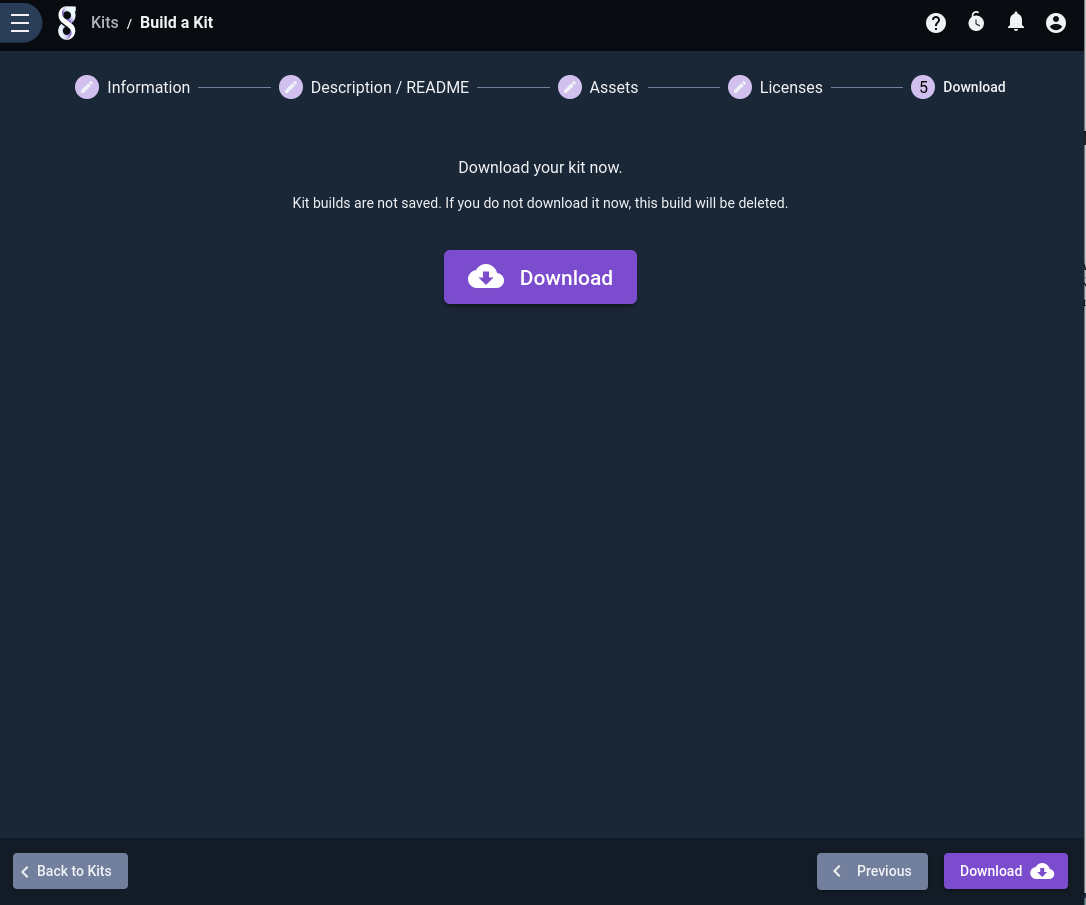 Kits / Build a Kit
Information
Description / README
Assets
Licenses
5 Download
Download your kit now.
Kit builds are not saved. If you do not download it now, this build will be deleted.
Download
Back to Kits
Previous
Download